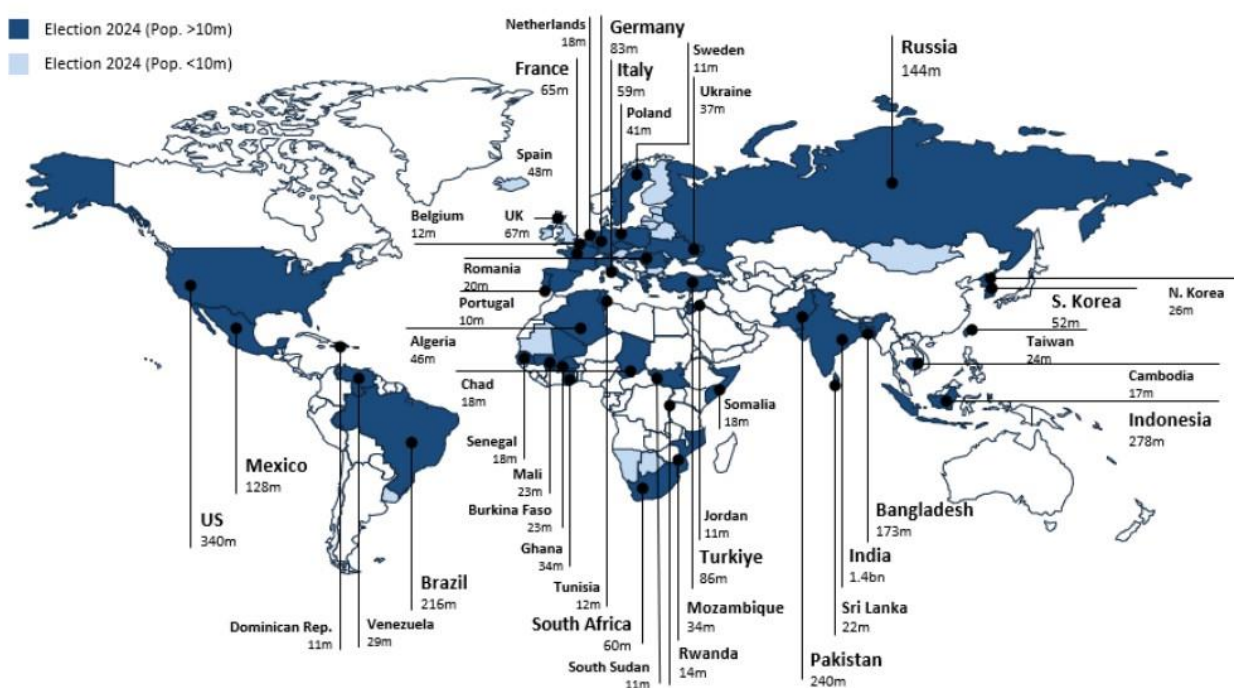 Election 2024 (Pop. >10m)
Election 2024 (Pop. <10m)
Netherlands
18m
Germany
83m
Sweden
11m
Russia
144m
France
65m
Italy
59m
Ukraine
37m
Poland
41m
Spain
48m
Belgium
12m
UK
67m
Romania
20m
Portugal
10m
Algeria
46m
Chad
18m
Senegal
18m
Mali
23m
Burkina Faso
23m
Ghana
34m
Tunisia
12m
South Africa
60m
South Sudan
11m
Rwanda
14m
Mozambique
34m
Turkiye
86m
Jordan
11m
Somalia
18m
Mexico
128m
US
340m
Brazil
216m
Dominican Rep.
11m
Venezuela
29m
S. Korea
52m
N. Korea
26m
Taiwan
24m
Cambodia
17m
Indonesia
278m
Bangladesh
173m
India
1.4bn
Sri Lanka
22m
Pakistan
240m